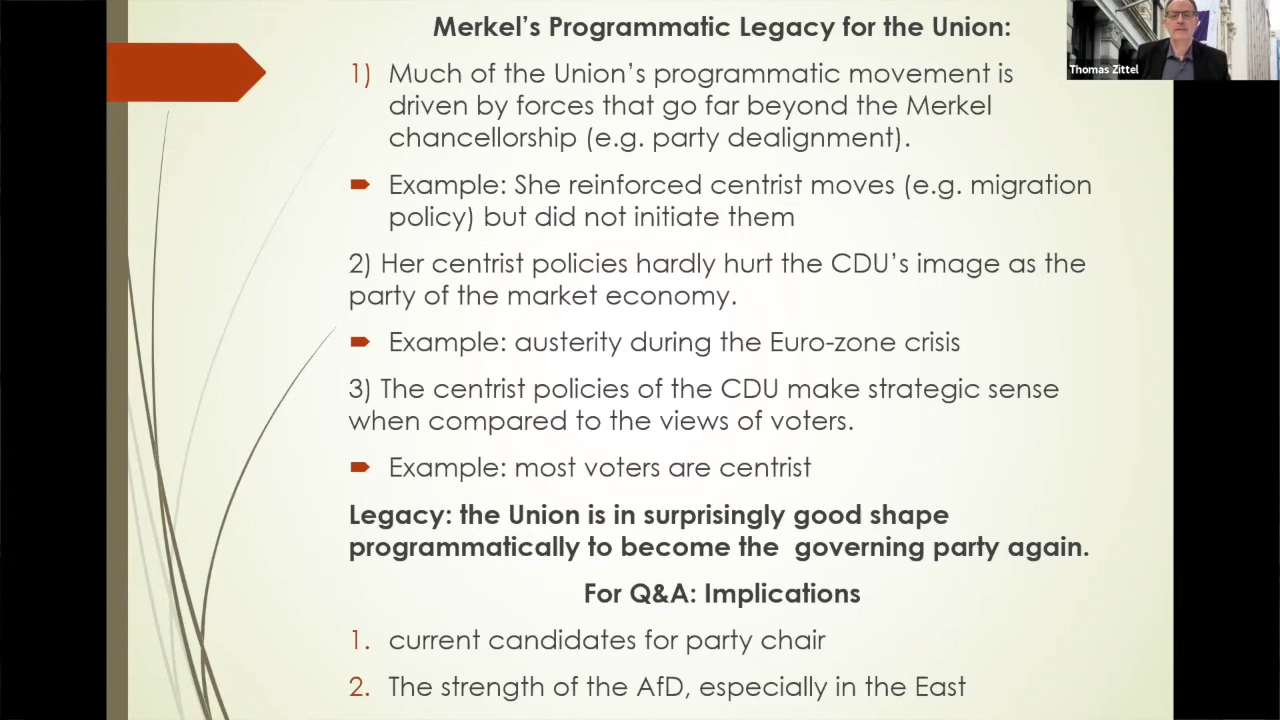 Merkel’s Programmatic Legacy for the Union:
Thomas Zittel
1) Much of the Union’s programmatic movement is
driven by forces that go far beyond the Merkel
chancellorship (e.g. party dealignment).
Example: She reinforced centrist moves (e.g. migration
policy) but did not initiate them
2) Her centrist policies hardly hurt the CDU’s image as the
party of the market economy.
Example: austerity during the Euro-zone crisis
3) The centrist policies of the CDU make strategic sense
when compared to the views of voters.
Example: most voters are centrist
Legacy: the Union is in surprisingly good shape
programmatically to become the  governing party again.
For Q&A: Implications
1. current candidates for party chair
2. The strength of the AfD, especially in the East